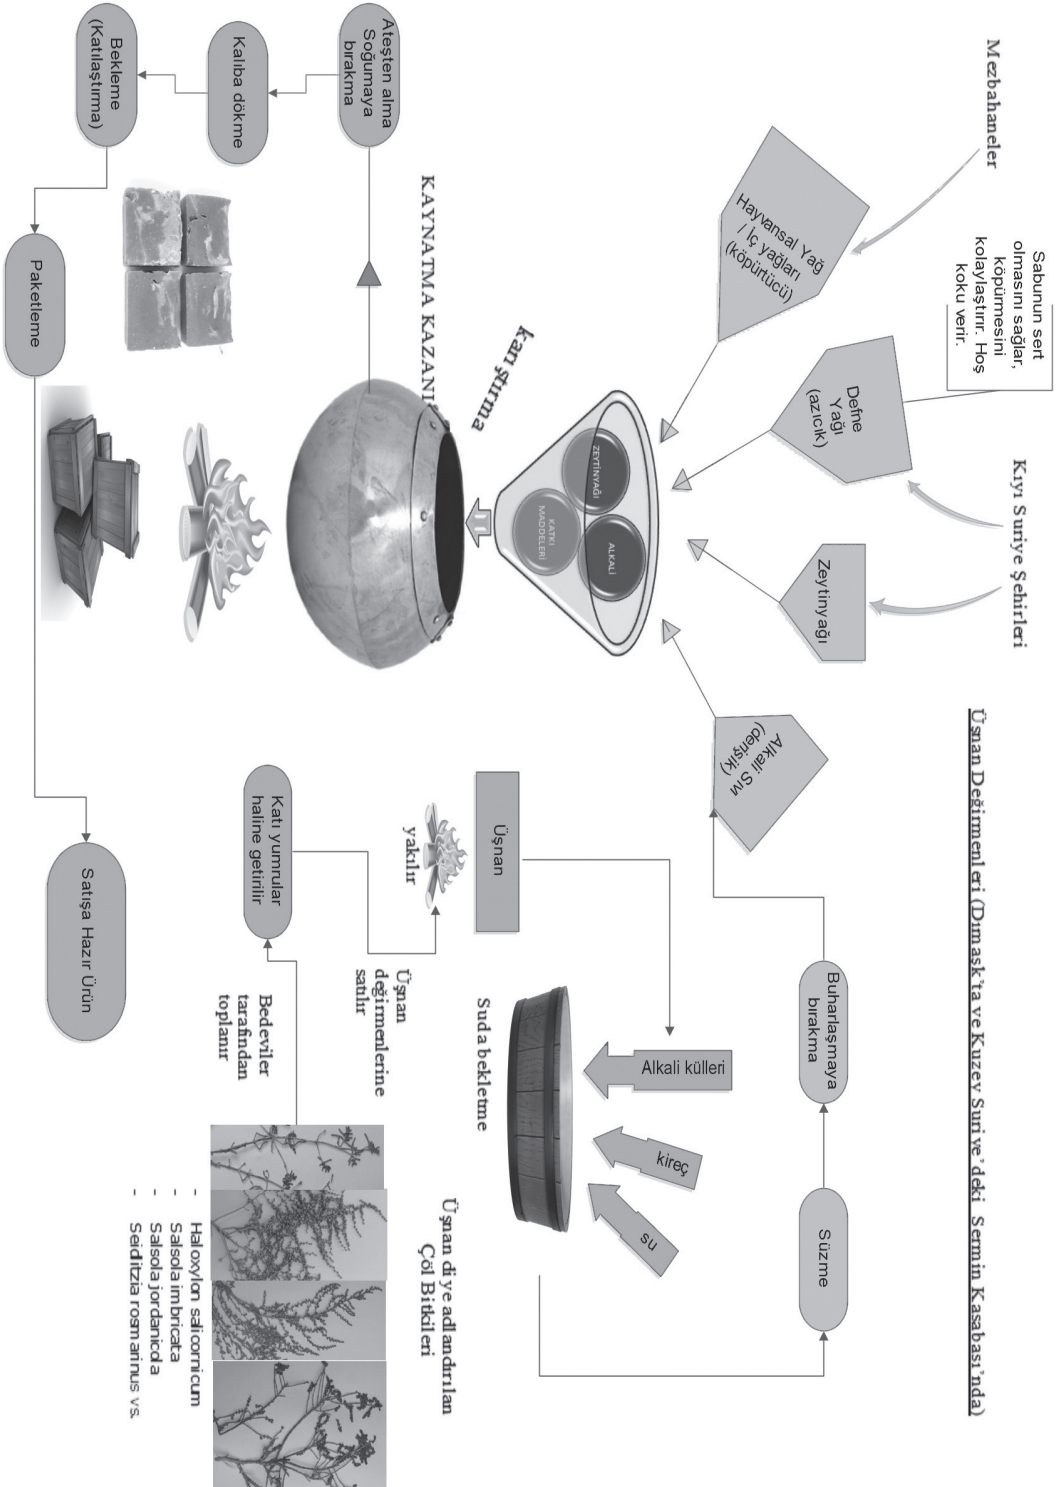 Mezbahaneler
Kıyı Suriye Şehirleri
Üşnan Değirmenleri (Dımaşk'ta ve Kuzey Suriye'deki Sermin Kasabası'nda)
Sabunun sert
olmasını sağlar,
köpürmesini
kolaylaştırır. Hoş
koku verir.
Hayvansal Yağ
/ İç yağları
(köpürtücü)
Defne
Yağı
(azıcık)
Zeytinyağı
Alkali Sıvı
(derişik)
Buharlaşmaya
bırakma
Süzme
ZEYTİNYAĞI
ALKALİ
KATKI
MADDELERİ
karıştırma
KAYNATMA KAZANI
Ateşten alma
Soğumaya
bırakma
Kalıba dökme
Bekleme
(Katılaştırma)
Paketleme
Satışa Hazır Ürün
Alkali külleri
kireç
su
Suda bekletme
Üşnan
yakılır
Üşnan
değirmenlerine
satılır
Katı yumrular
haline getirilir
Bedeviler
tarafından
toplanır
Üşnan diye adlandırılan
Çöl Bitkileri
- Haloxylon salicornicum
- Salsola imbricata
- Salsola jordanicola
- Seiditzia rosmarinus vs.